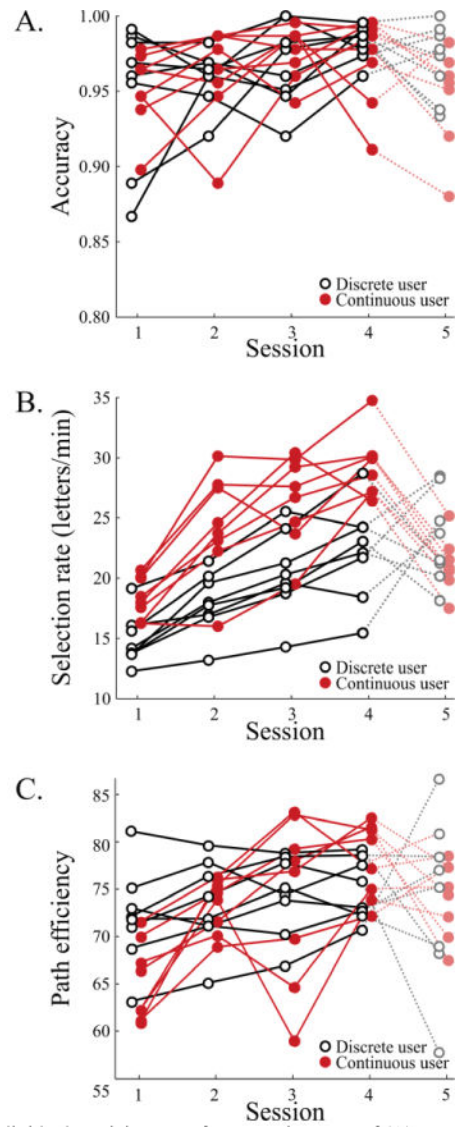 A.
Accuracy
1.00
0.95
0.90
0.85
0.80
Discrete user
Continuous user
1 2 3 4 5
Session
B.
Selection rate (letters/min)
35
30
25
20
15
10
Discrete user
Continuous user
1 2 3 4 5
Session
C.
Path efficiency
85
80
75
70
65
60
55
Discrete user
Continuous user
1 2 3 4 5
Session